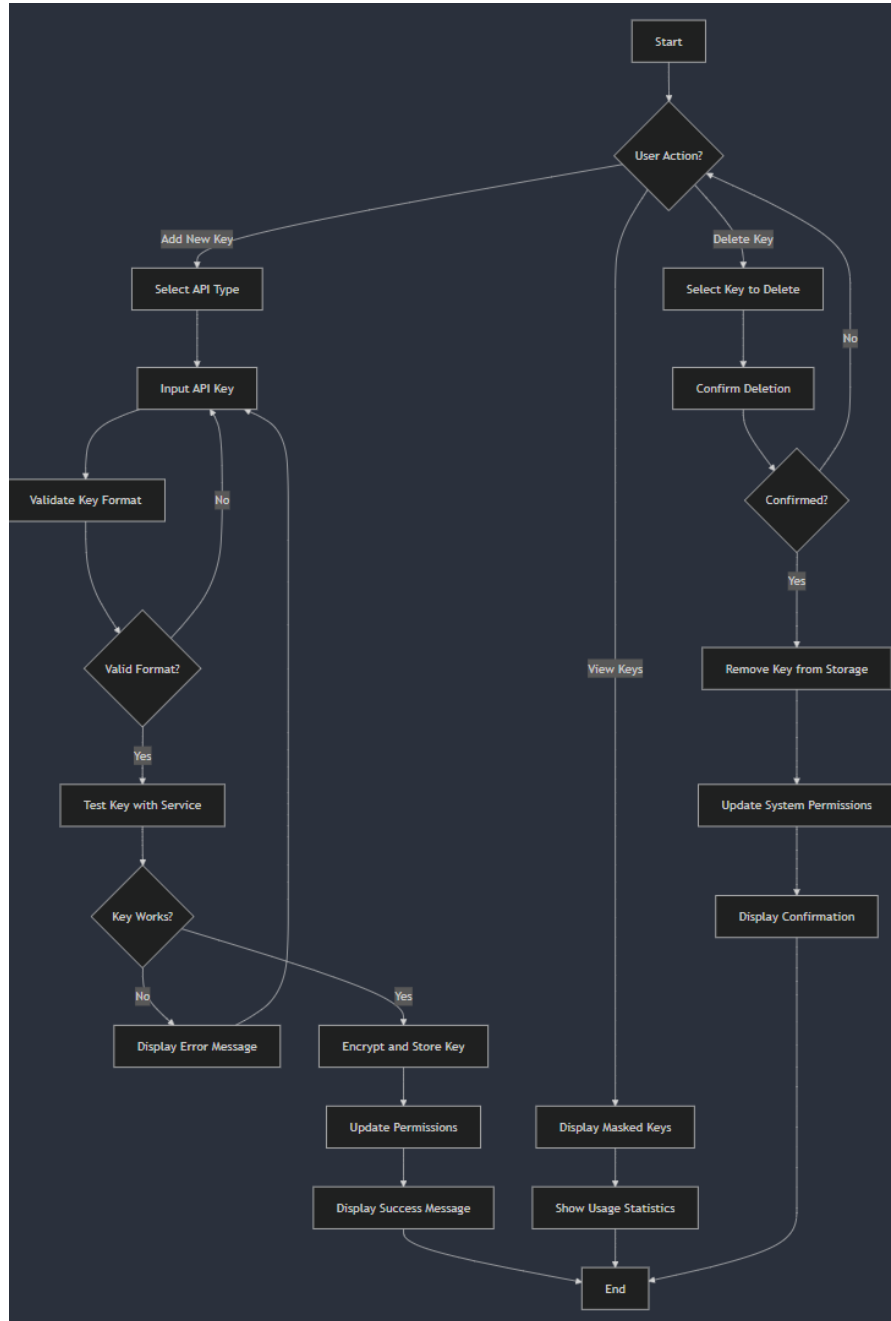 Start
User Action?
Add New Key
Delete Key
Select API Type
Select Key to Delete
No
Input API Key
Confirm Deletion
Validate Key Format
No
Confirmed?
Yes
Valid Format?
View Keys
Remove Key from Storage
Yes
Test Key with Service
Update System Permissions
Key Works?
Display Confirmation
No
Yes
Display Error Message
Encrypt and Store Key
Update Permissions
Display Masked Keys
Display Success Message
Show Usage Statistics
End